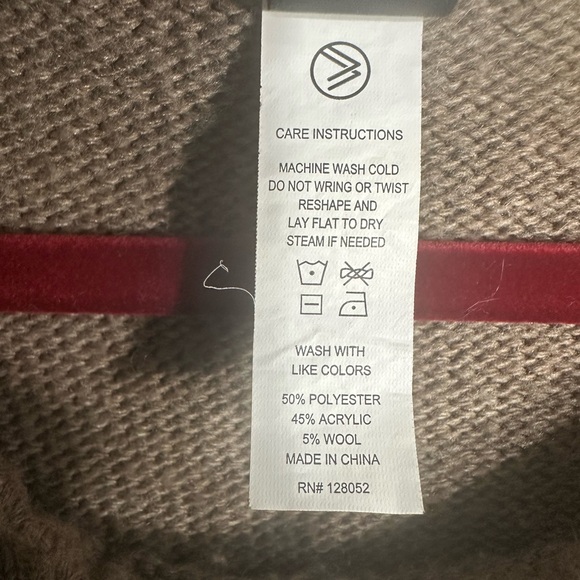 CARE INSTRUCTIONS
MACHINE WASH COLD
DO NOT WRING OR TWIST
RESHAPE AND
LAY FLAT TO DRY
STEAM IF NEEDED
WASH WITH
LIKE COLORS
50% POLYESTER
45% ACRYLIC
5% WOOL
MADE IN CHINA
RN# 128052